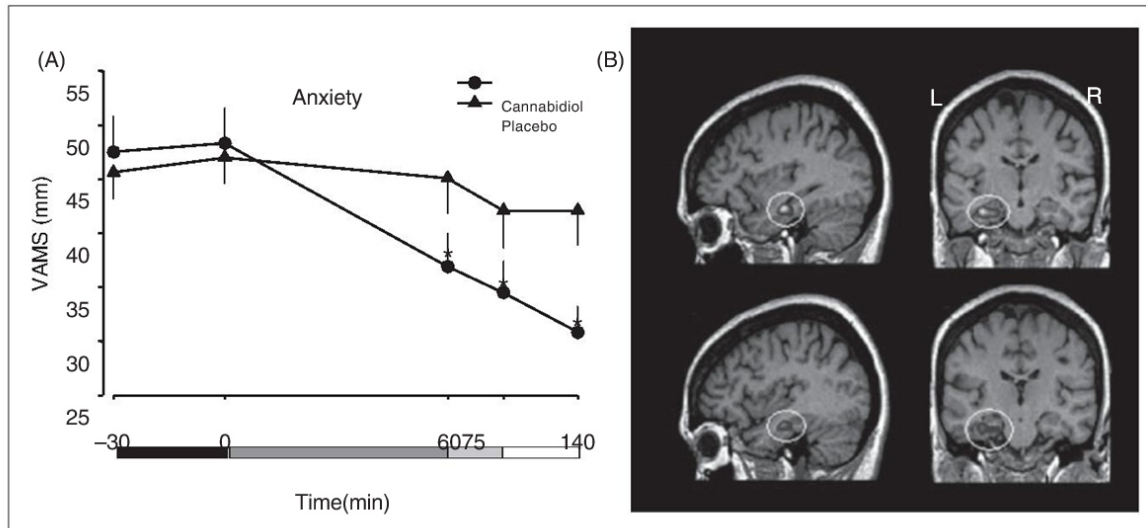 (A)
55
50
45
40
35
30
25
VAMS (mm)
Anxiety
Cannabidiol
Placebo
–30 0 6075 140
Time(min)
(B)
L R